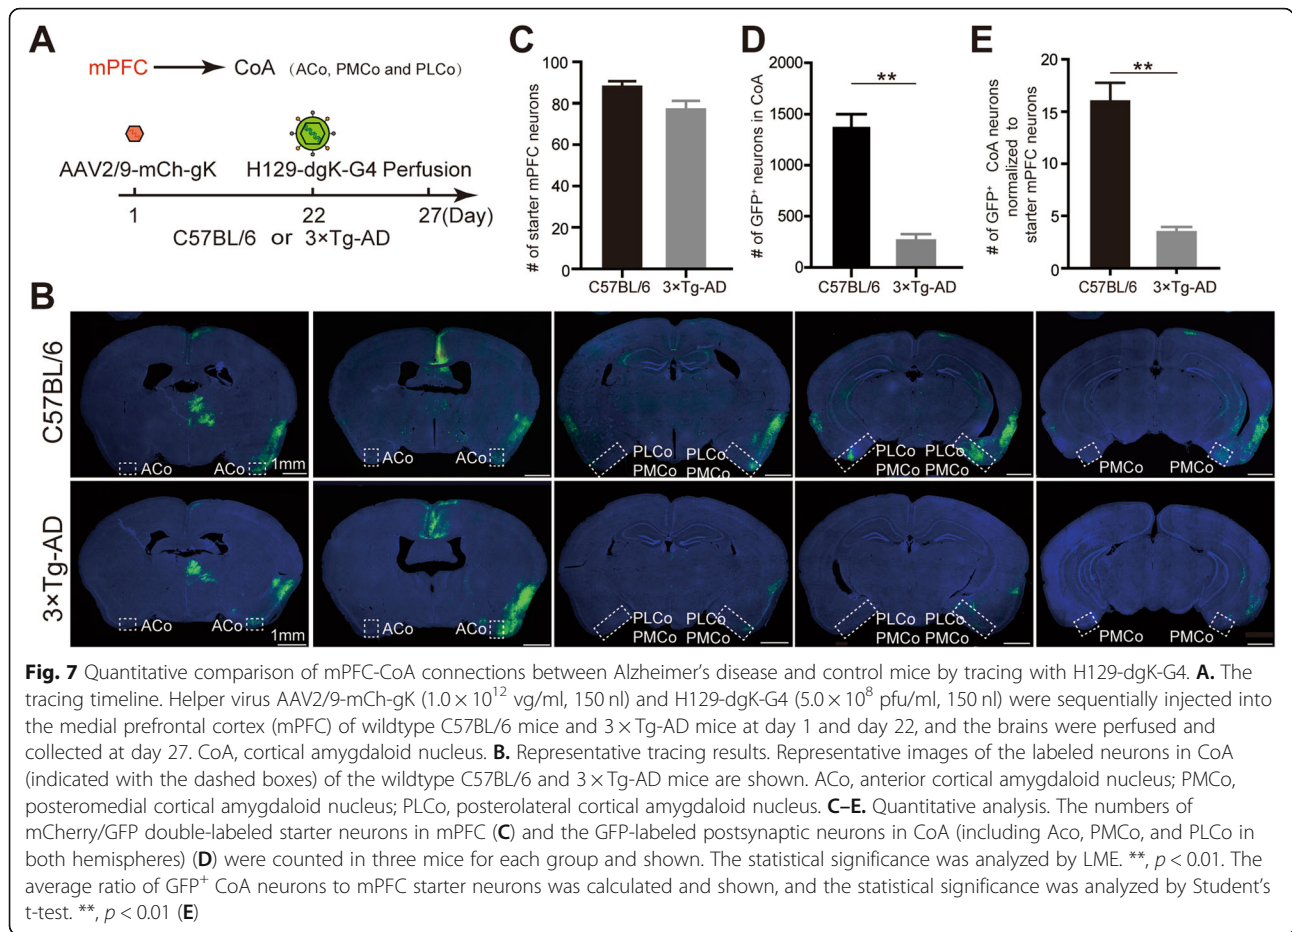 A
mPFC → CoA (ACo, PMCo and PLCo)
AAV2/9-mCh-gK H129-dgK-G4 Perfusion
1 22 27(Day)
C57BL/6 or 3×Tg-AD
C
# of starter mPFC neurons
100
80
60
40
20
0
C57BL/6 3×Tg-AD
D
# of GFP⁺ neurons in CoA
2000
1500
1000
500
0
**
C57BL/6 3×Tg-AD
E
# of GFP⁺ CoA neurons
normalized to
starter mPFC neurons
20
15
10
5
0
**
C57BL/6 3×Tg-AD
B
C57BL/6
ACo ACo 1mm
ACo ACo
PLCo
PMCo
PLCo PLCo
PMCo PMCo
PMCo PMCo
3×Tg-AD
ACo ACo 1mm
ACo ACo
PLCo
PMCo
PLCo PLCo
PMCo PMCo
PMCo PMCo
Fig. 7 Quantitative comparison of mPFC-CoA connections between Alzheimer's disease and control mice by tracing with H129-dgK-G4. A. The
tracing timeline. Helper virus AAV2/9-mCh-gK (1.0 × 10¹² vg/ml, 150 nl) and H129-dgK-G4 (5.0 × 10⁸ pfu/ml, 150 nl) were sequentially injected into
the medial prefrontal cortex (mPFC) of wildtype C57BL/6 mice and 3 × Tg-AD mice at day 1 and day 22, and the brains were perfused and
collected at day 27. CoA, cortical amygdaloid nucleus. B. Representative tracing results. Representative images of the labeled neurons in CoA
(indicated with the dashed boxes) of the wildtype C57BL/6 and 3 × Tg-AD mice are shown. ACo, anterior cortical amygdaloid nucleus; PMCo,
posteromedial cortical amygdaloid nucleus; PLCo, posterolateral cortical amygdaloid nucleus. C–E. Quantitative analysis. The numbers of
mCherry/GFP double-labeled starter neurons in mPFC (C) and the GFP-labeled postsynaptic neurons in CoA (including Aco, PMCo, and PLCo in
both hemispheres) (D) were counted in three mice for each group and shown. The statistical significance was analyzed by LME. **, p < 0.01. The
average ratio of GFP⁺ CoA neurons to mPFC starter neurons was calculated and shown, and the statistical significance was analyzed by Student's
t-test. **, p < 0.01 (E)